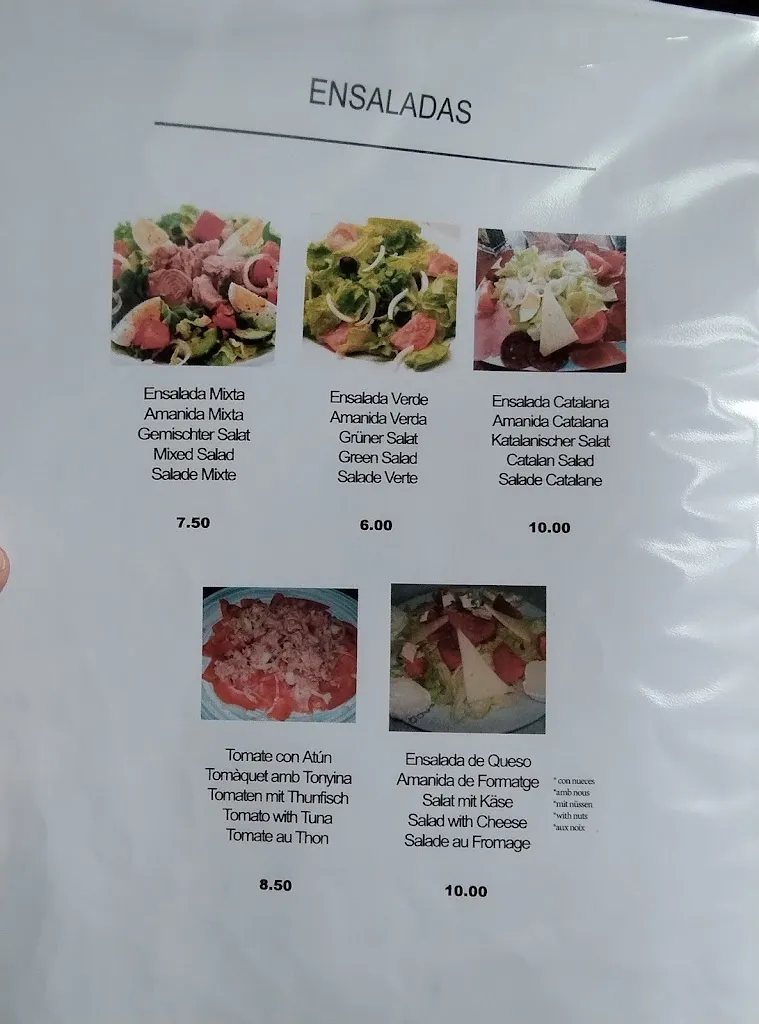 ENSALADAS
Ensalada Mixta
Amanida Mixta
Gemischter Salat
Mixed Salad
Salade Mixte
7.50
Ensalada Verde
Amanida Verda
Grüner Salat
Green Salad
Salade Verte
6.00
Ensalada Catalana
Amanida Catalana
Katalanischer Salat
Catalan Salad
Salade Catalane
10.00
Tomate con Atún
Tomàquet amb Tonyina
Tomaten mit Thunfisch
Tomato with Tuna
Tomate au Thon
8.50
Ensalada de Queso
Amanida de Formatge
Salat mit Käse
Salad with Cheese
Salade au Fromage
* con nueces
*amb nous
*mit nüssen
*with nuts
*aux noix
10.00